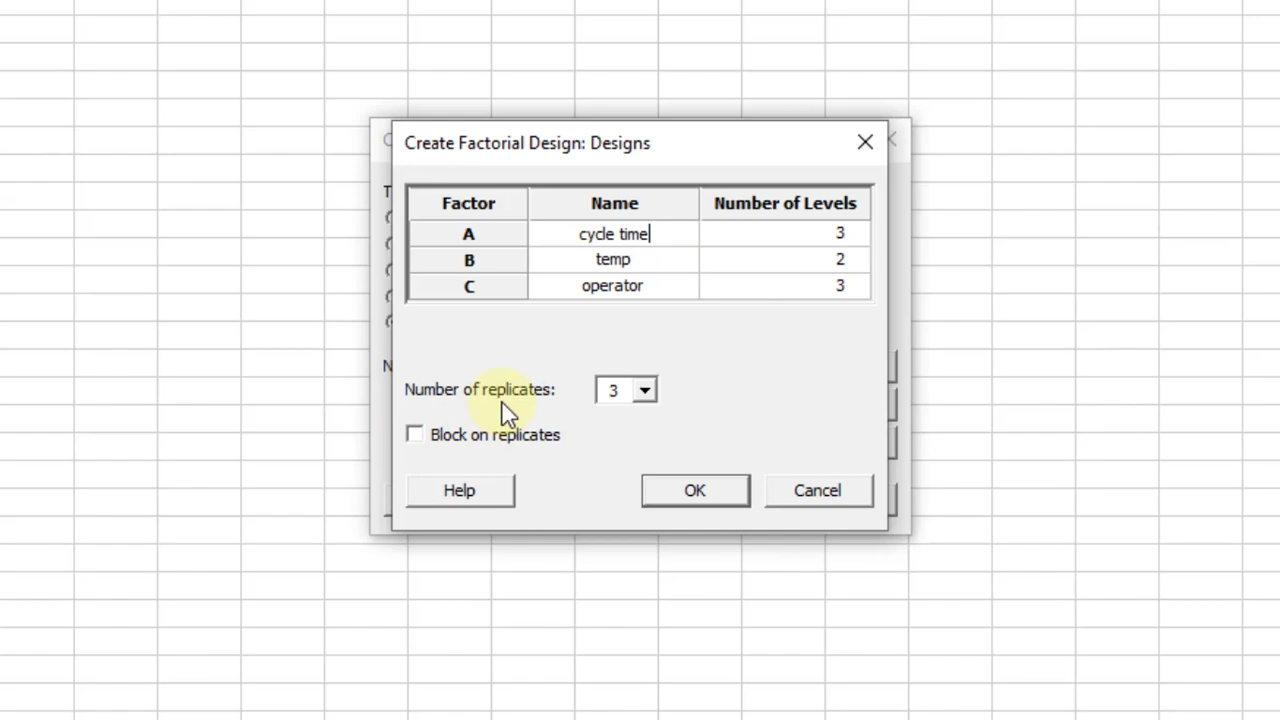 Create Factorial Design: Designs
Factor Name Number of Levels
A cycle time 3
B temp 2
C operator 3
Number of replicates: 3
Block on replicates
Help OK Cancel